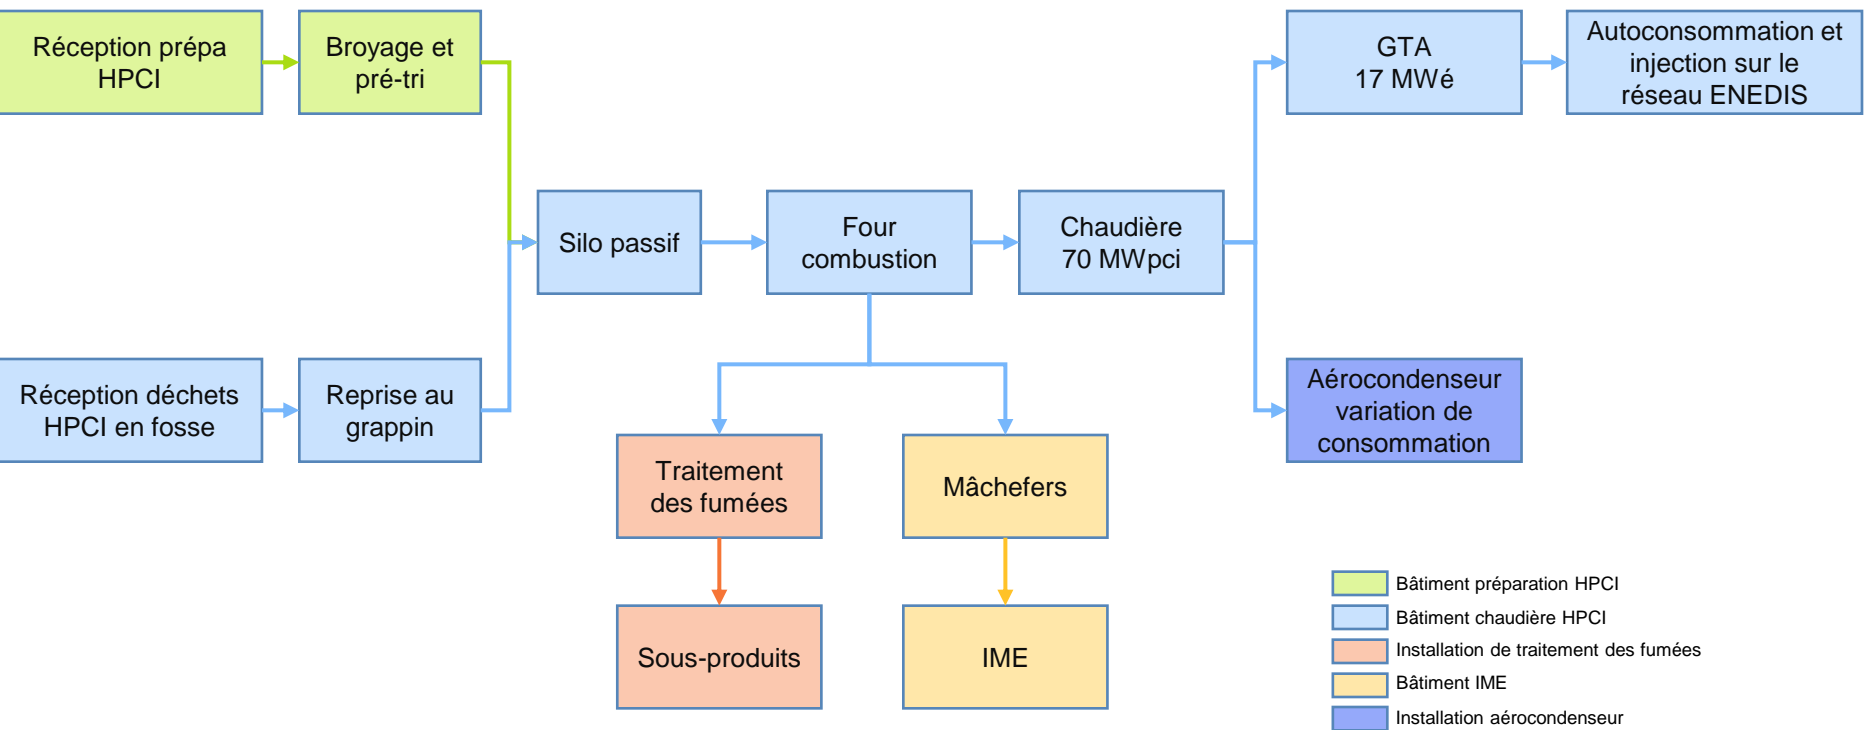 Réception prépa
HPCI
Broyage et
pré-tri
GTA
17 MWé
Autoconsommation et
injection sur le
réseau ENEDIS
Silo passif
Four
combustion
Chaudière
70 MWpci
Réception déchets
HPCI en fosse
Reprise au
grappin
Aérocondenseur
variation de
consommation
Traitement
des fumées
Mâchefers
Sous-produits
IME
Bâtiment préparation HPCI
Bâtiment chaudière HPCI
Installation de traitement des fumées
Bâtiment IME
Installation aérocondenseur